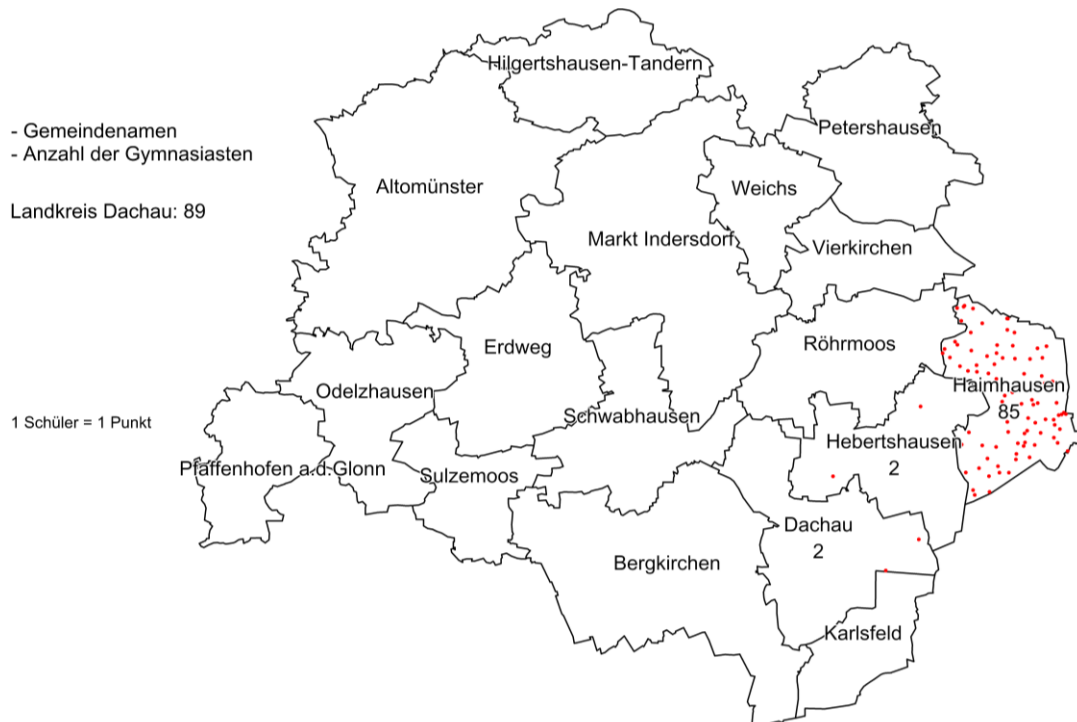 Hilgertshausen-Tandern
- Gemeindenamen
- Anzahl der Gymnasiasten
Petershausen
Altomünster
Weichs
Landkreis Dachau: 89
Markt Indersdorf
Vierkirchen
Röhrmoos
Erdweg
Haimhausen
85
Odelzhausen
Schwabhausen
1 Schüler = 1 Punkt
Hebertshausen
2
Pfaffenhofen a.d.Glonn
Sulzemoos
Dachau
2
Bergkirchen
Karlsfeld